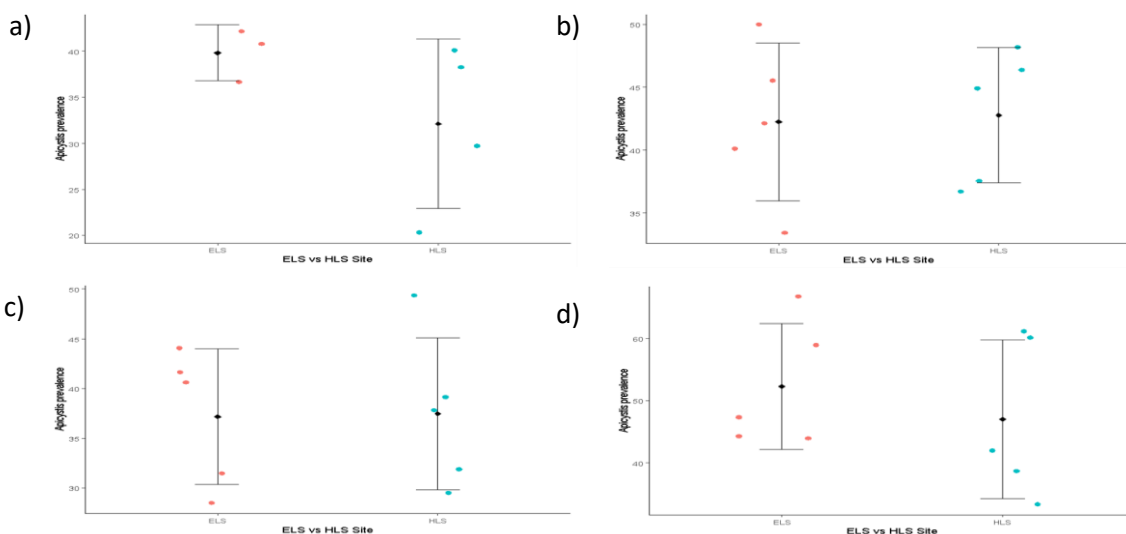 a)
Apicystis prevalence
40
35
30
25
20
ELS
HLS
ELS vs HLS Site
b)
Apicystis prevalence
50
45
40
35
ELS
HLS
ELS vs HLS Site
c)
Apicystis prevalence
50
45
40
35
30
ELS
HLS
ELS vs HLS Site
d)
Apicystis prevalence
60
50
40
ELS
HLS
ELS vs HLS Site